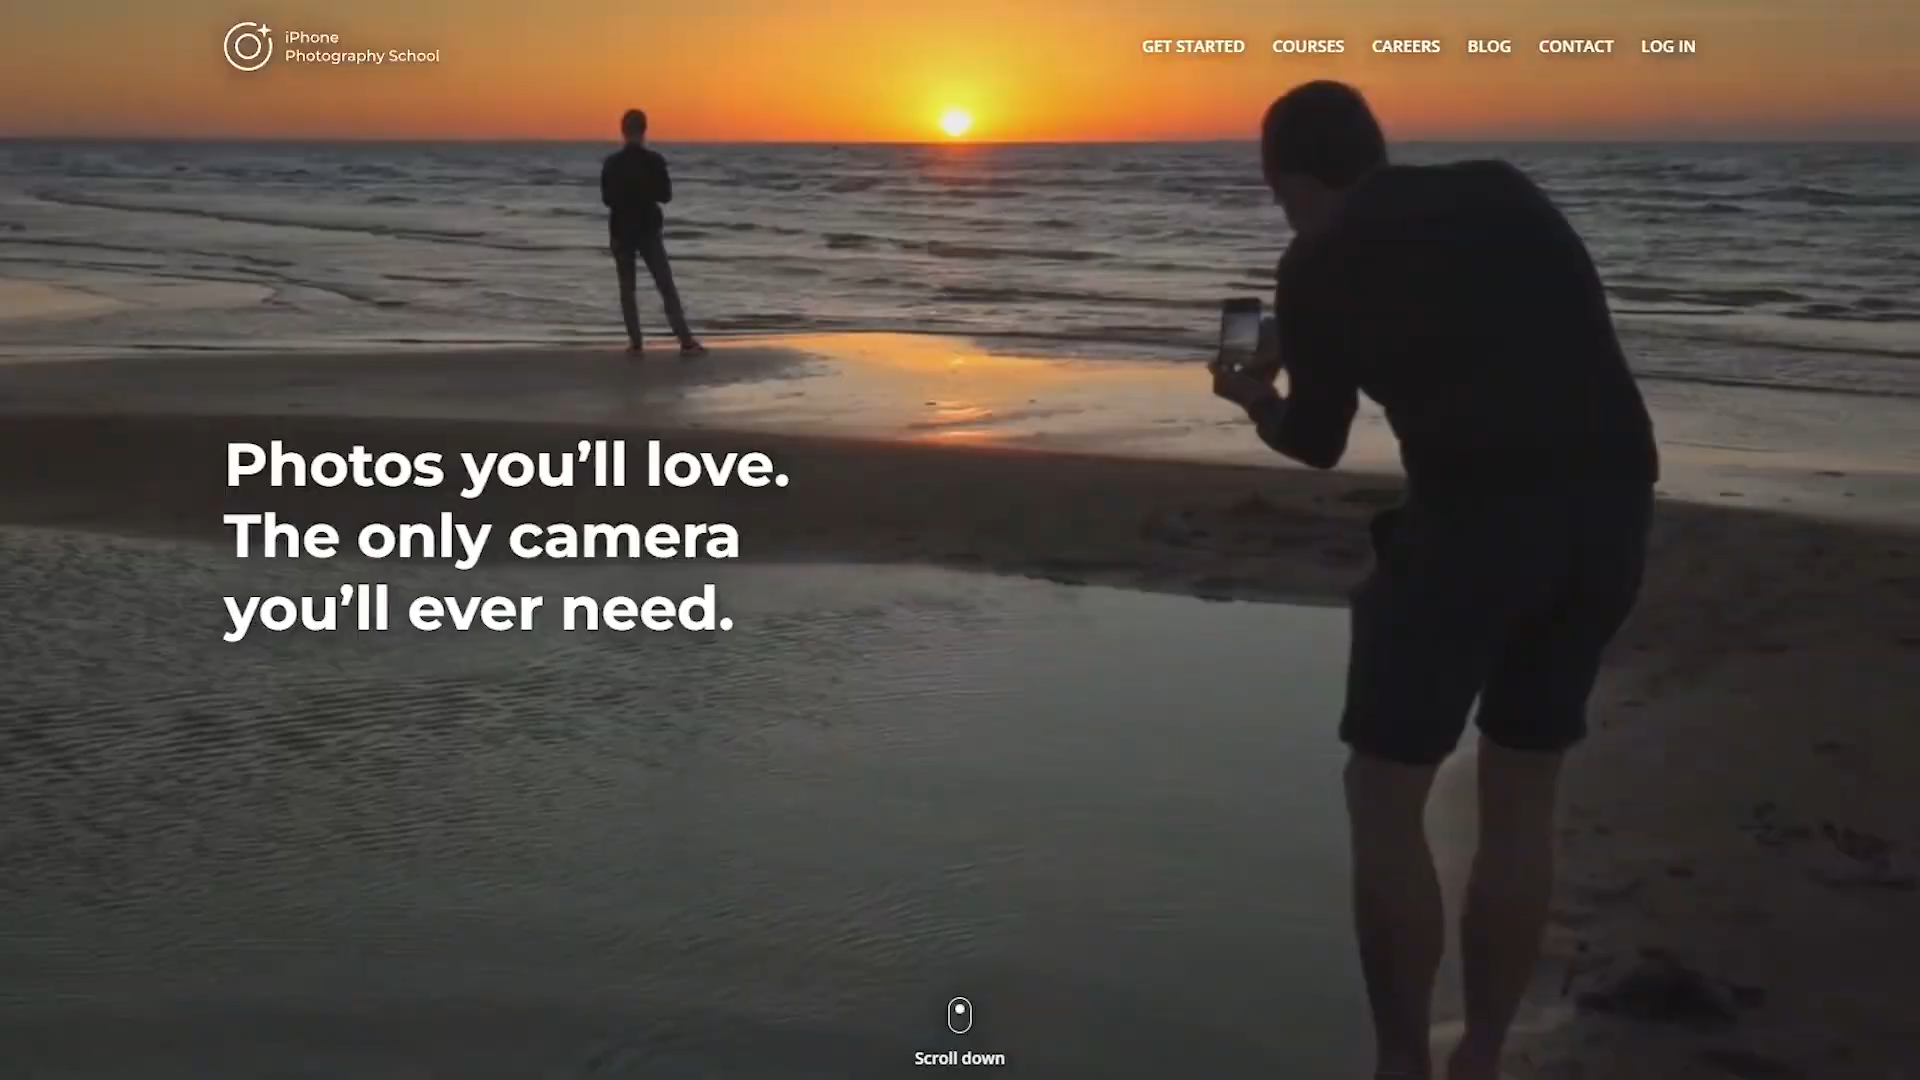 iPhone
Photography School
GET STARTED
COURSES
CAREERS
BLOG
CONTACT
LOG IN
Photos you’ll love.
The only camera
you’ll ever need.
Scroll down